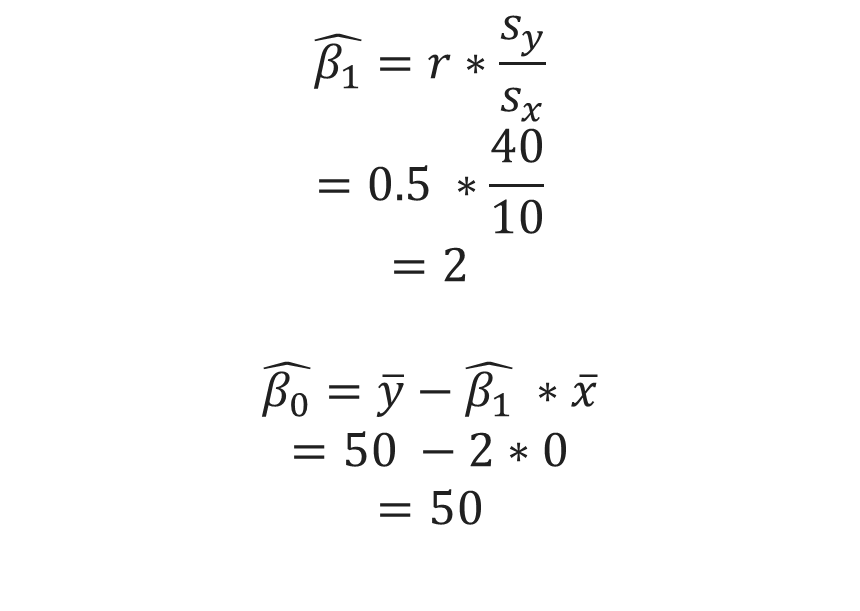 β̂₁ = r * s_y / s_x
= 0.5 * 40 / 10
= 2
β̂₀ = ȳ − β̂₁ * x̄
= 50 − 2 * 0
= 50